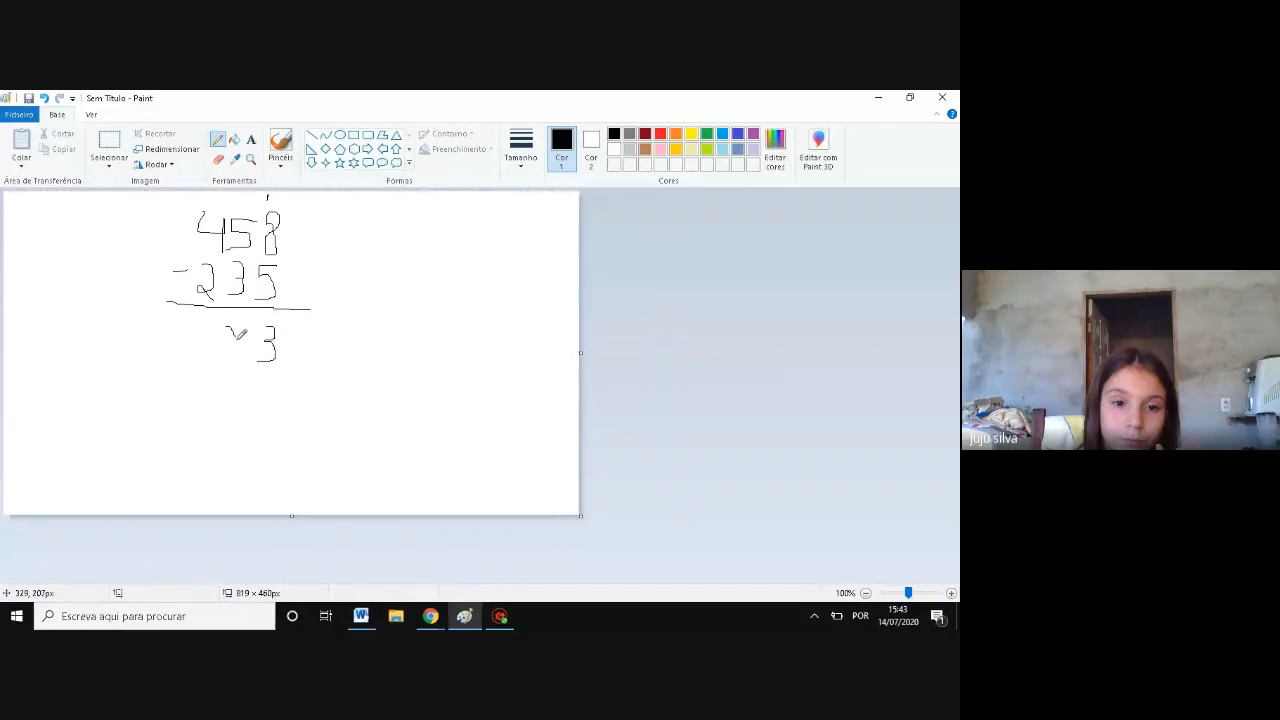 Sem Título - Paint
Ficheiro Base Ver
Colar
Cortar
Copiar
Área de Transferência
Selecionar
Recortar
Redimensionar
Rodar
Imagem
A
Ferramentas
Pincéis
Contorno
Preenchimento
Formas
Tamanho
Cor 1
Cor 2
Editar cores
Cores
Editar com Paint 3D
458
- 235
3
Juju silva
329, 207px
819 × 460px
100%
Escreva aqui para procurar
W
POR
15:43
14/07/2020
1